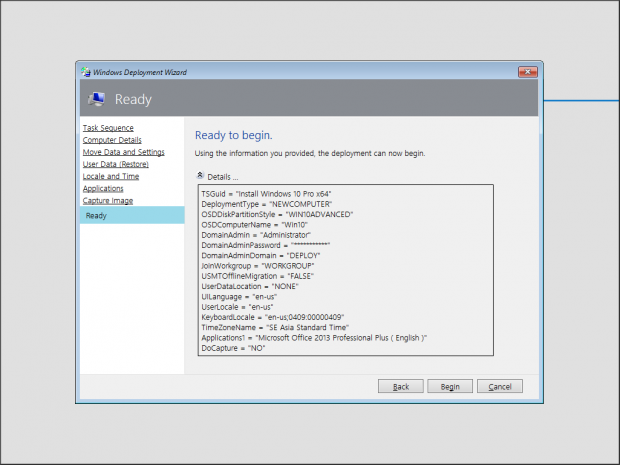 Windows Deployment Wizard
Ready
Task Sequence
Computer Details
Move Data and Settings
User Data (Restore)
Locale and Time
Applications
Capture Image
Ready
Ready to begin.
Using the information you provided, the deployment can now begin.
Details ...
TSGuid = "Install Windows 10 Pro x64"
DeploymentType = "NEWCOMPUTER"
OSDDiskPartitionStyle = "WIN10ADVANCED"
OSDComputerName = "Win10"
DomainAdmin = "Administrator"
DomainAdminPassword = "***********"
DomainAdminDomain = "DEPLOY"
JoinWorkgroup = "WORKGROUP"
USMTOfflineMigration = "FALSE"
UserDataLocation = "NONE"
UILanguage = "en-us"
UserLocale = "en-us"
KeyboardLocale = "en-us;0409:00000409"
TimeZoneName = "SE Asia Standard Time"
Applications1 = "Microsoft Office 2013 Professional Plus ( English )"
DoCapture = "NO"
Back Begin Cancel